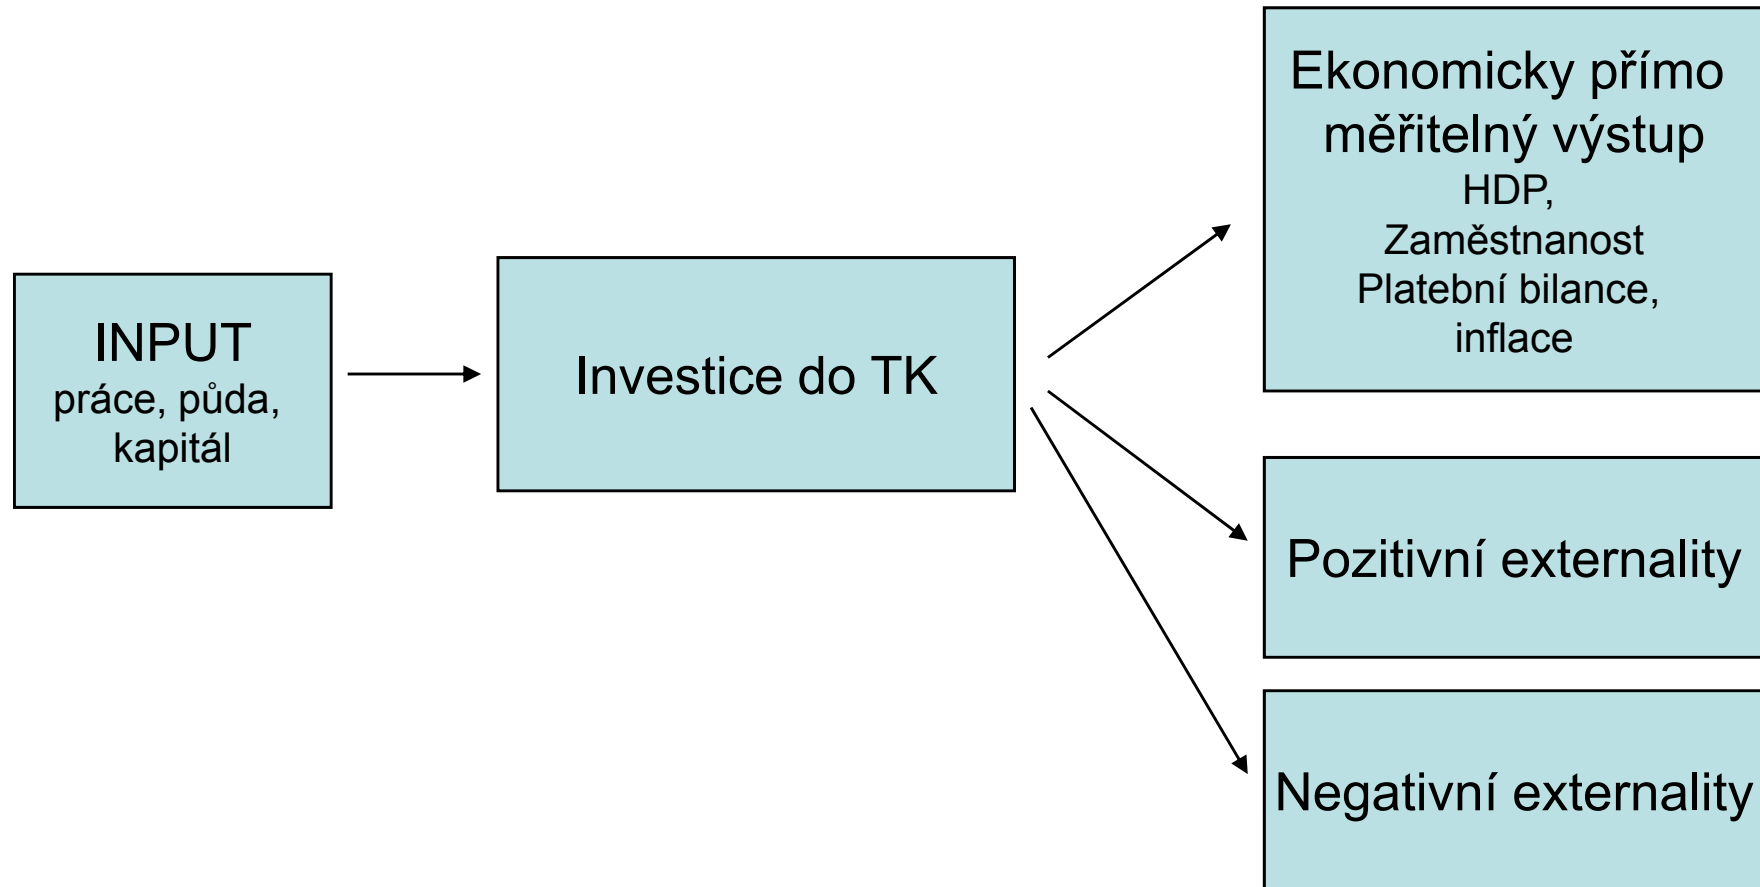 INPUT
práce, půda,
kapitál
Investice do TK
Ekonomicky přímo
měřitelný výstup
HDP,
Zaměstnanost
Platební bilance,
inflace
Pozitivní externality
Negativní externality